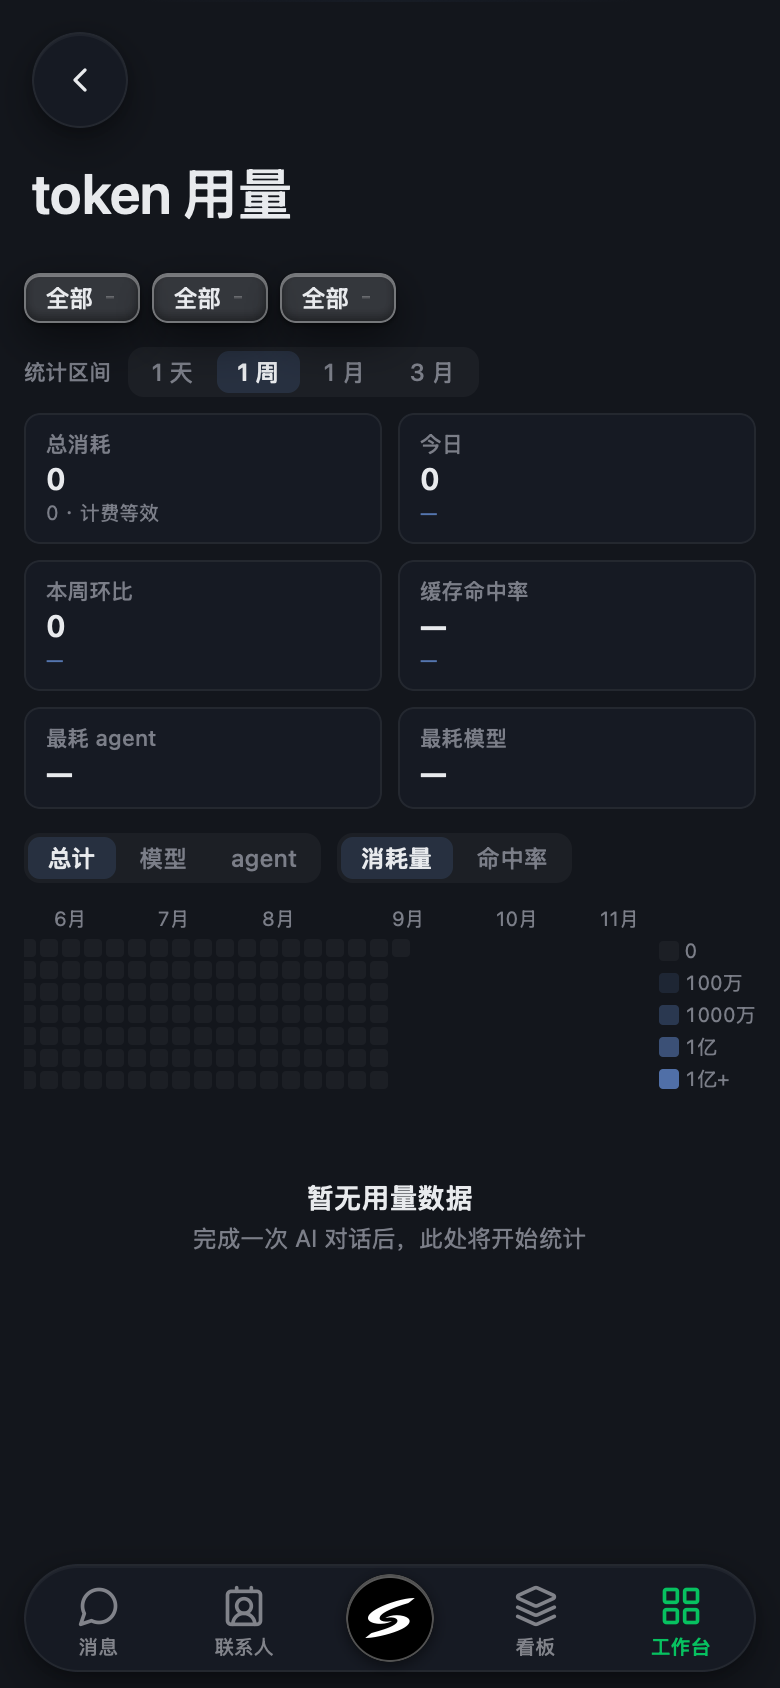 token 用量
全部 -
全部 -
全部 -
统计区间
1 天
1 周
1 月
3 月
总消耗
0
0 · 计费等效
今日
0
—
本周环比
0
—
缓存命中率
—
—
最耗 agent
—
最耗模型
—
总计
模型
agent
消耗量
命中率
6月
7月
8月
9月
10月
11月
0
100万
1000万
1亿
1亿+
暂无用量数据
完成一次 AI 对话后，此处将开始统计
消息
联系人
看板
工作台